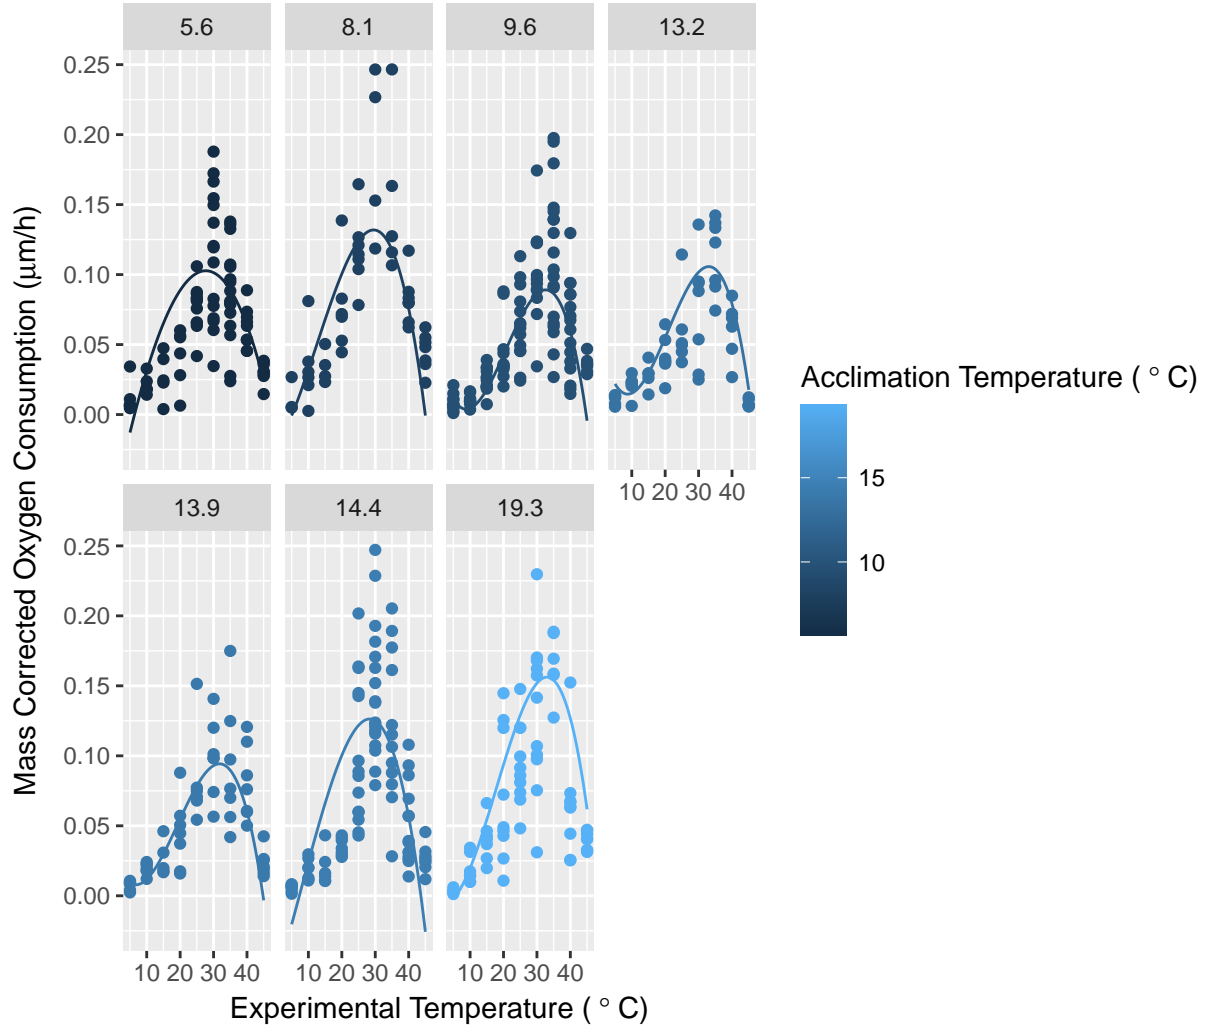 5.6 8.1 9.6 13.2
0.25
0.20
0.15
0.10
0.05
0.00
10 20 30 40
13.9 14.4 19.3
0.25
0.20
0.15
0.10
0.05
0.00
10 20 30 40 10 20 30 40 10 20 30 40
Experimental Temperature ( ° C)
Mass Corrected Oxygen Consumption (μm/h)
Acclimation Temperature ( ° C)
15
10